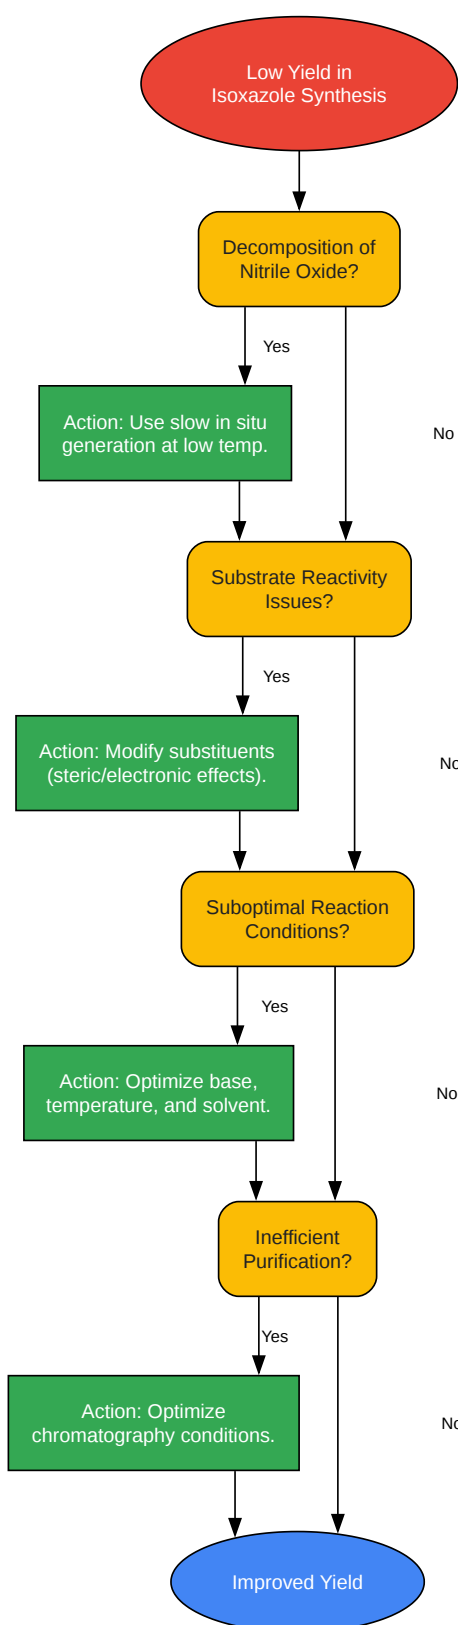 Low Yield in
Isoxazole Synthesis
Decomposition of
Nitrile Oxide?
Yes
Action: Use slow in situ
generation at low temp.
No
Substrate Reactivity
Issues?
Yes
Action: Modify substituents
(steric/electronic effects).
No
Suboptimal Reaction
Conditions?
Yes
Action: Optimize base,
temperature, and solvent.
No
Inefficient
Purification?
Yes
Action: Optimize
chromatography conditions.
No
Improved Yield